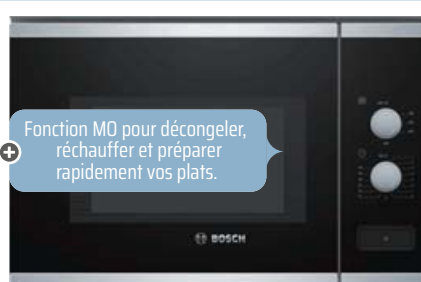 Fonction MO pour décongeler,
réchauffer et préparer
rapidement vos plats.
BOSCH